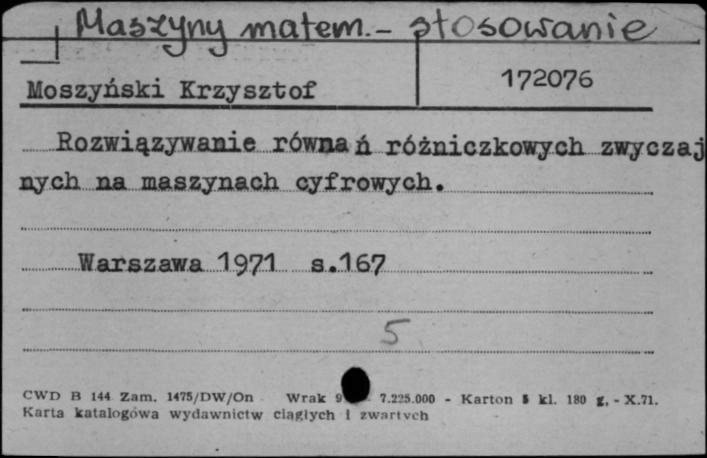 Maszyny matem. - stosowanie
Moszyński Krzysztof
172076
Rozwiązywanie równań różniczkowych zwyczaj
nych na maszynach cyfrowych.
Warszawa 1971 s.167
5
CWD B 144 Zam. 1475/DW/On Wrak 9 7.225.000 - Karton kl. 180 g. - X.71.
Karta katalogowa wydawnictw ciągłych i zwartych